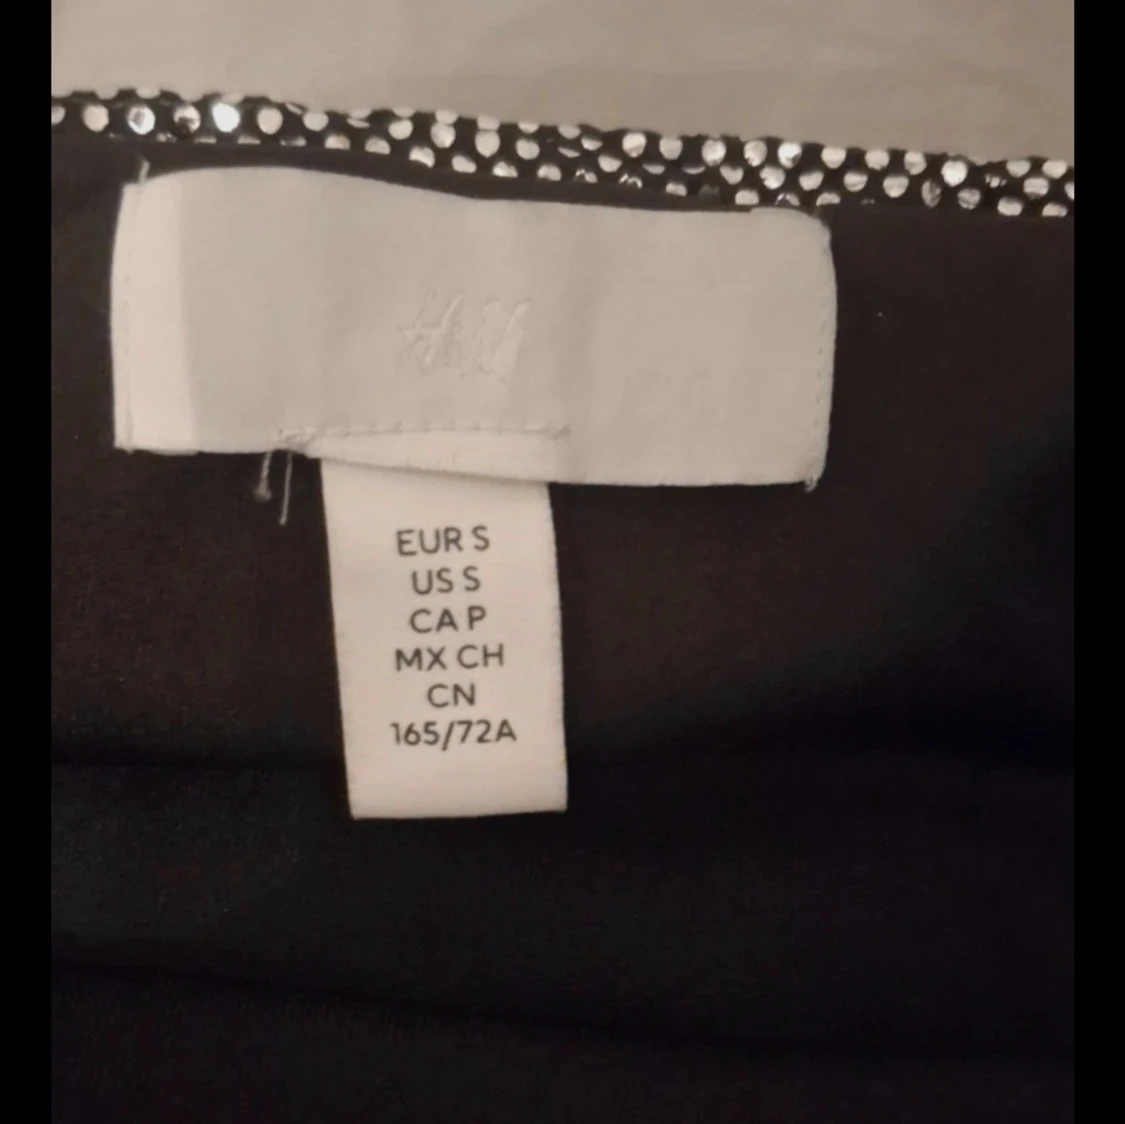 H&M
EUR S
US S
CA P
MX CH
CN
165/72A